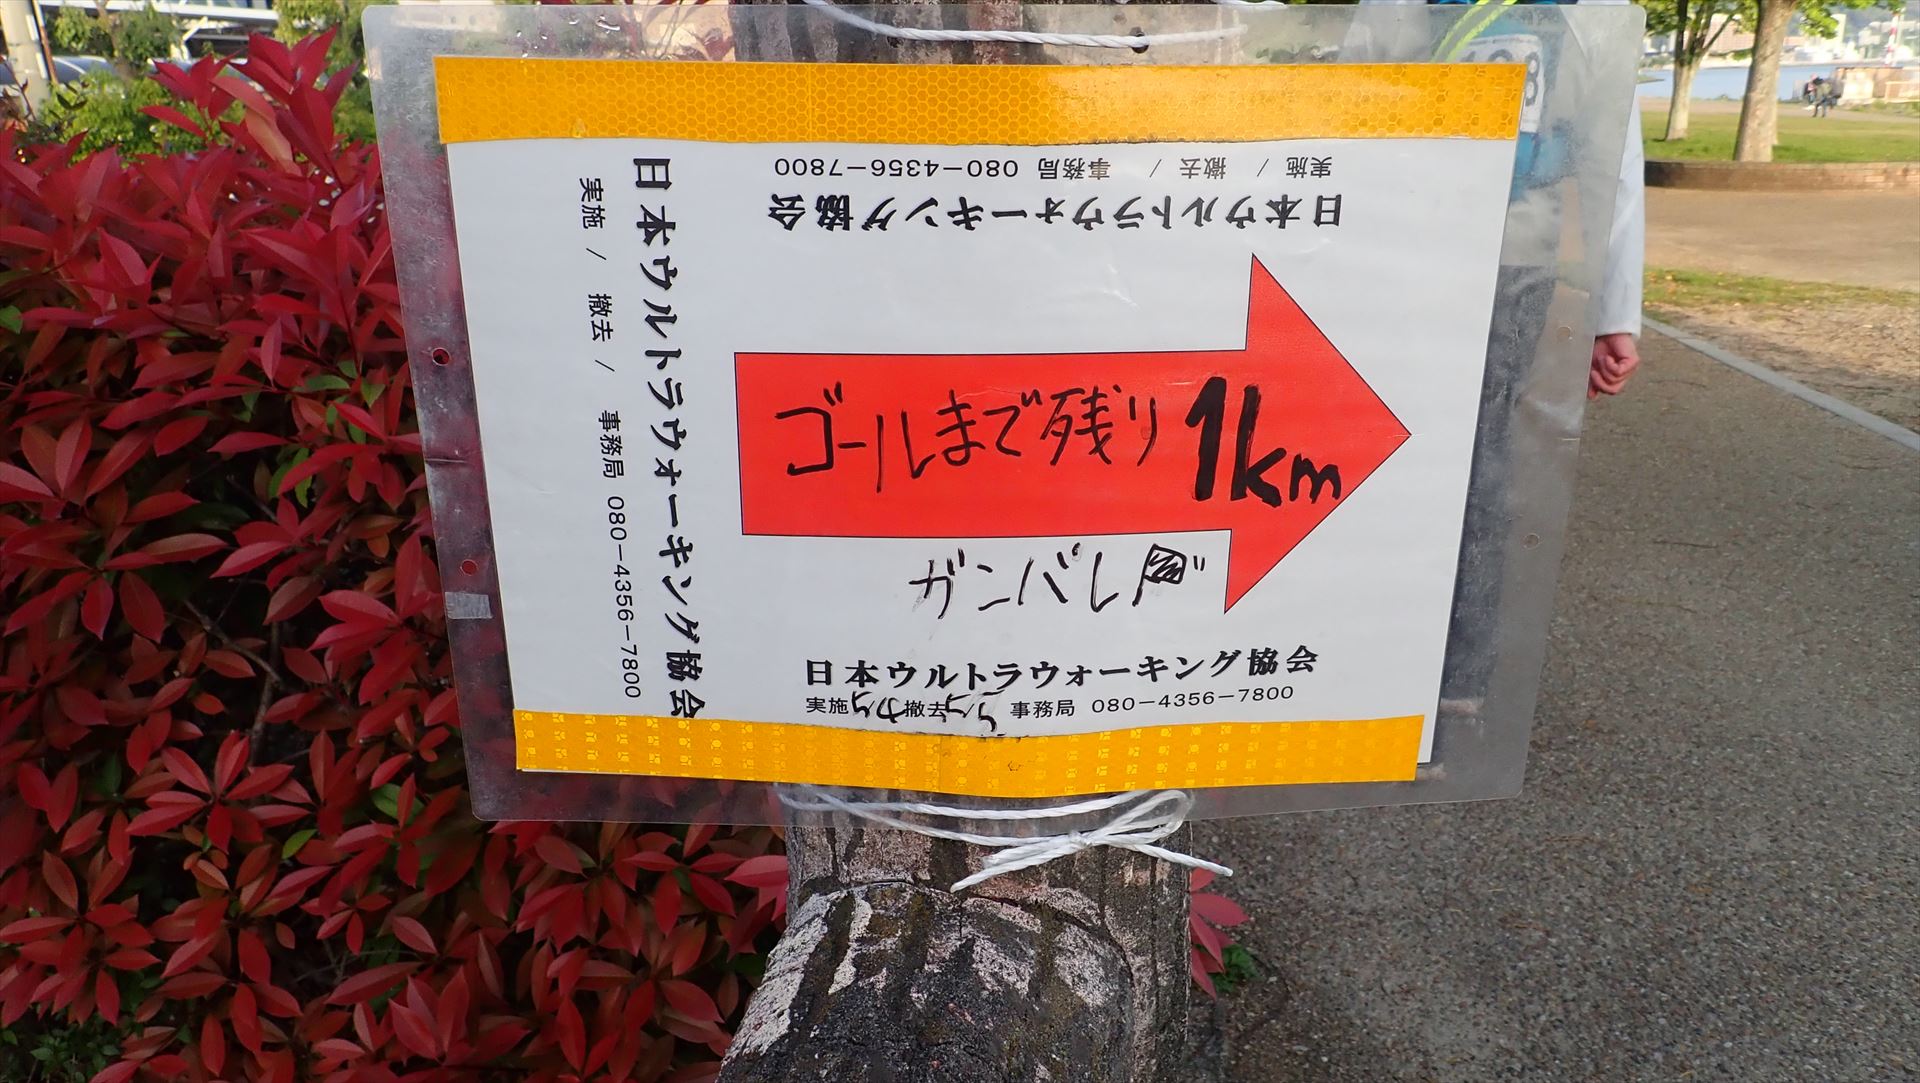 実施 / 撤去 / 事務局 080-4356-7800
日本ウルトラウォーキング協会
日本ウルトラウォーキング協会
実施 / 撤去 / 事務局 080-4356-7800
ゴールまで残り 1km
ガンバレ
日本ウルトラウォーキング協会
実施 / 撤去 / 事務局 080-4356-7800